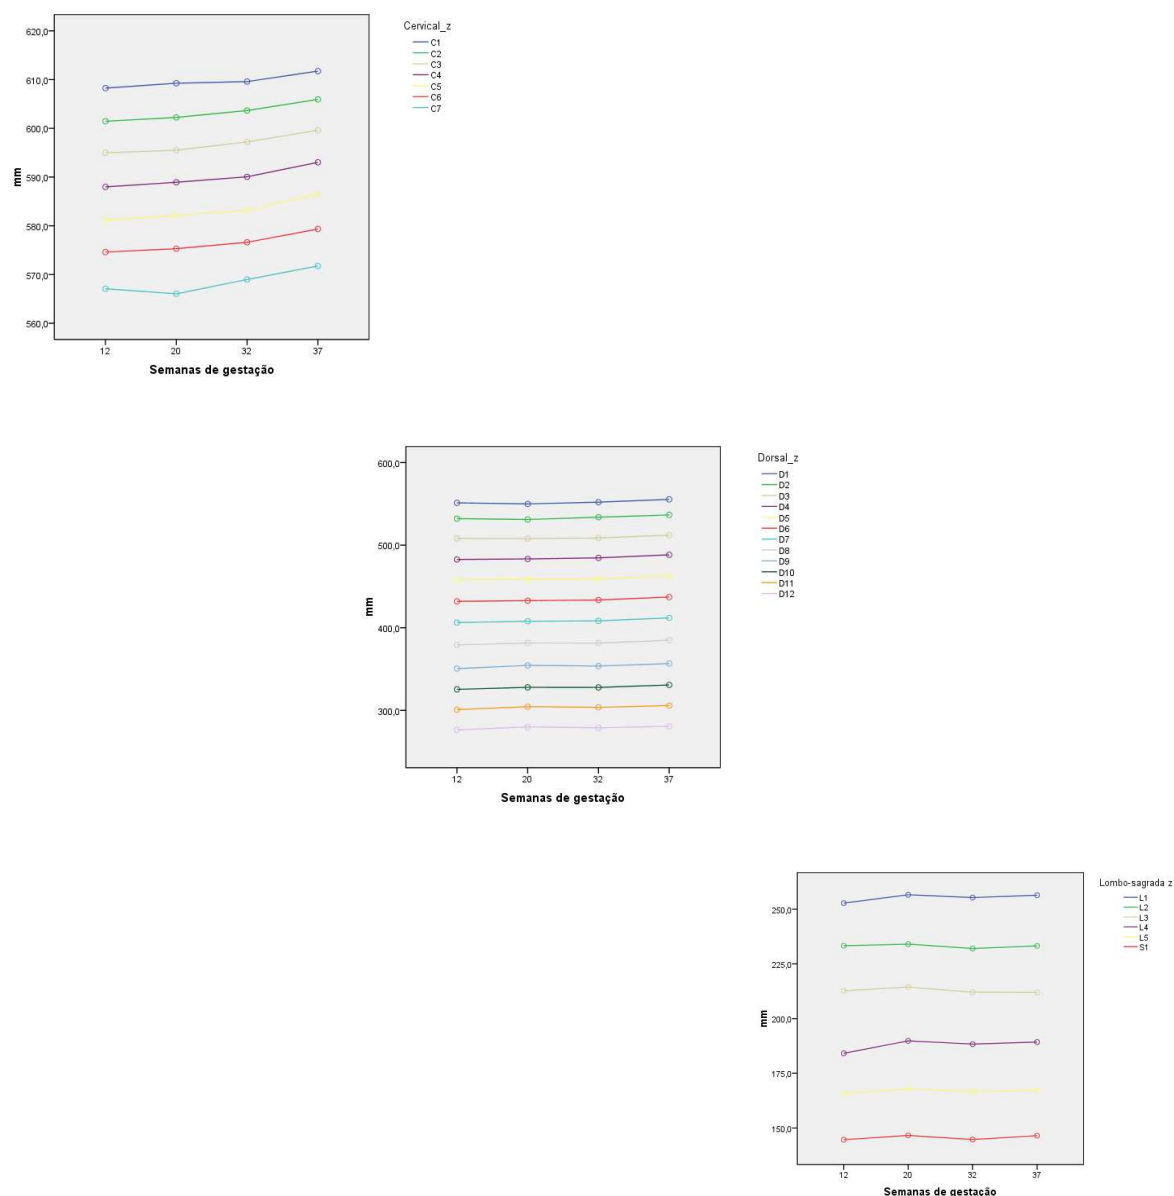 Cervical_z
C1
C2
C3
C4
C5
C6
C7
620,0
610,0
600,0
590,0
580,0
570,0
560,0
mm
12 20 32 37
Semanas de gestação
Dorsal_z
D1
D2
D3
D4
D5
D6
D7
D8
D9
D10
D11
D12
600,0
500,0
400,0
300,0
mm
12 20 32 37
Semanas de gestação
Lombo-sagrada z
L1
L2
L3
L4
L5
S1
250,0
225,0
200,0
175,0
150,0
mm
12 20 32 37
Semanas de gestação